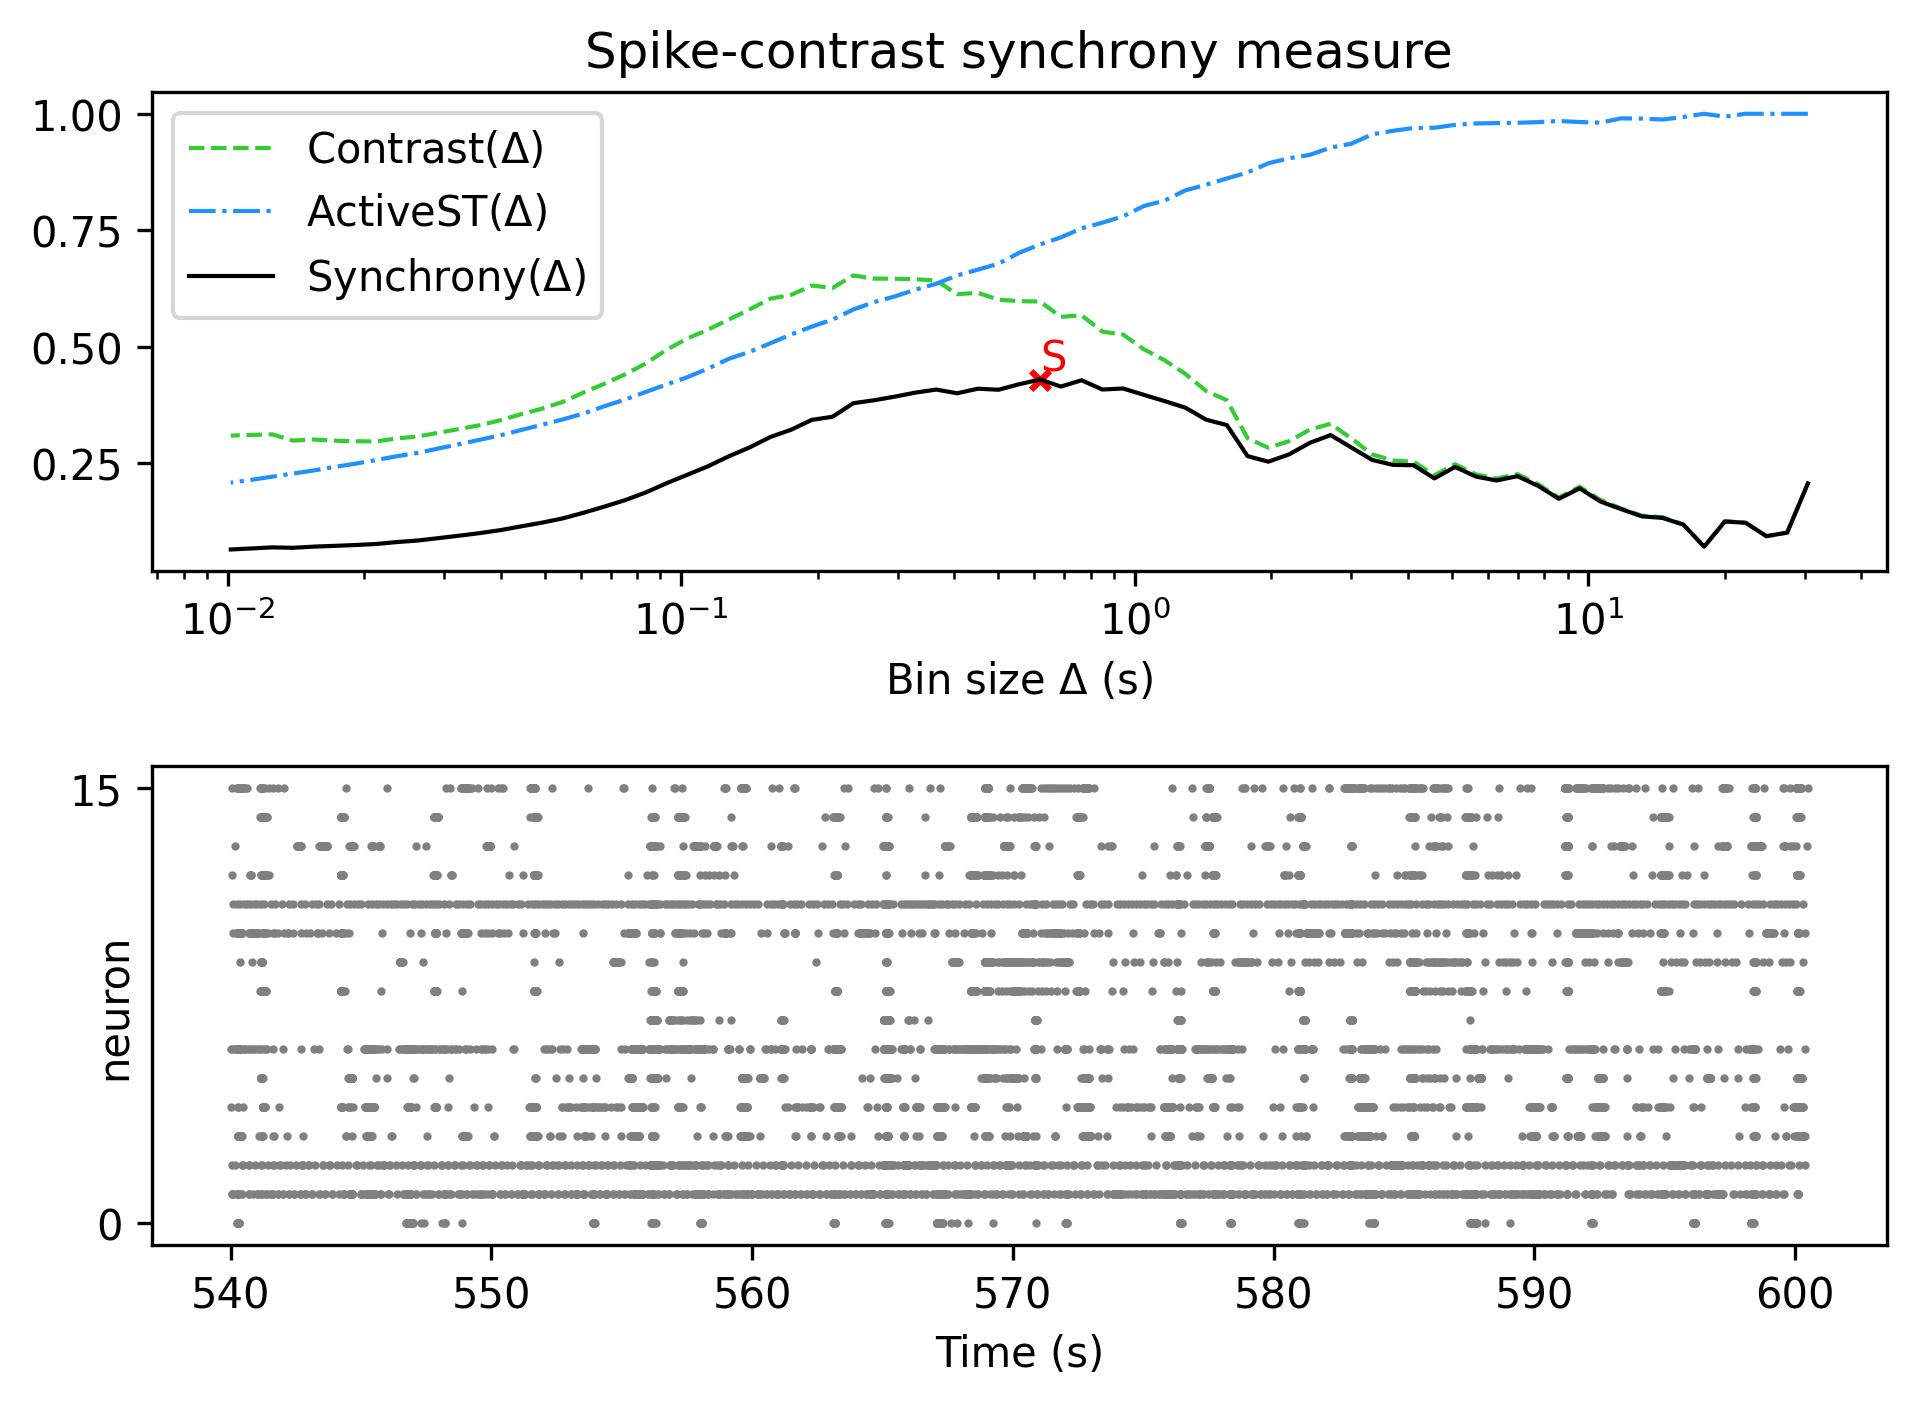 Spike-contrast synchrony measure
1.00
0.75
0.50
0.25
Contrast(Δ)
ActiveST(Δ)
Synchrony(Δ)
S
10⁻² 10⁻¹ 10⁰ 10¹
Bin size Δ (s)
15
0
neuron
540 550 560 570 580 590 600
Time (s)